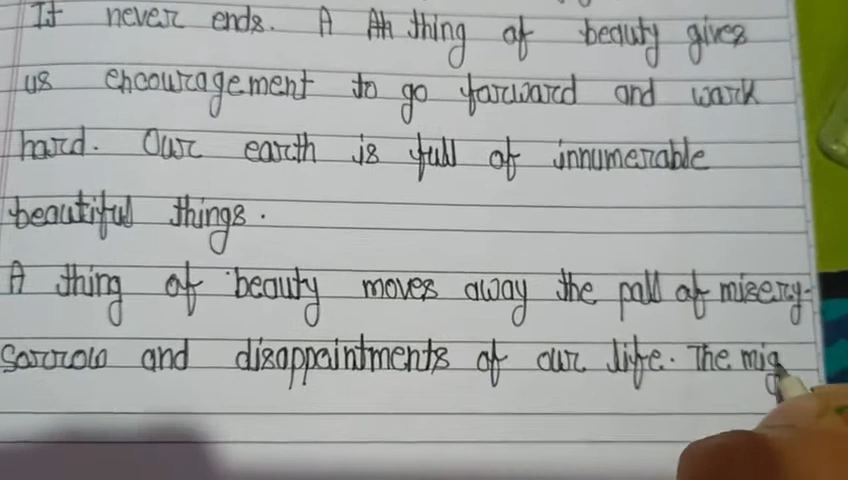 It never ends. A Ah thing of beauty gives
us encouragement to go forward and work
hard. Our earth is full of innumerable
beautiful things.
A thing of beauty moves away the pall of misery-
sorrow and disappointments of our life. The mig